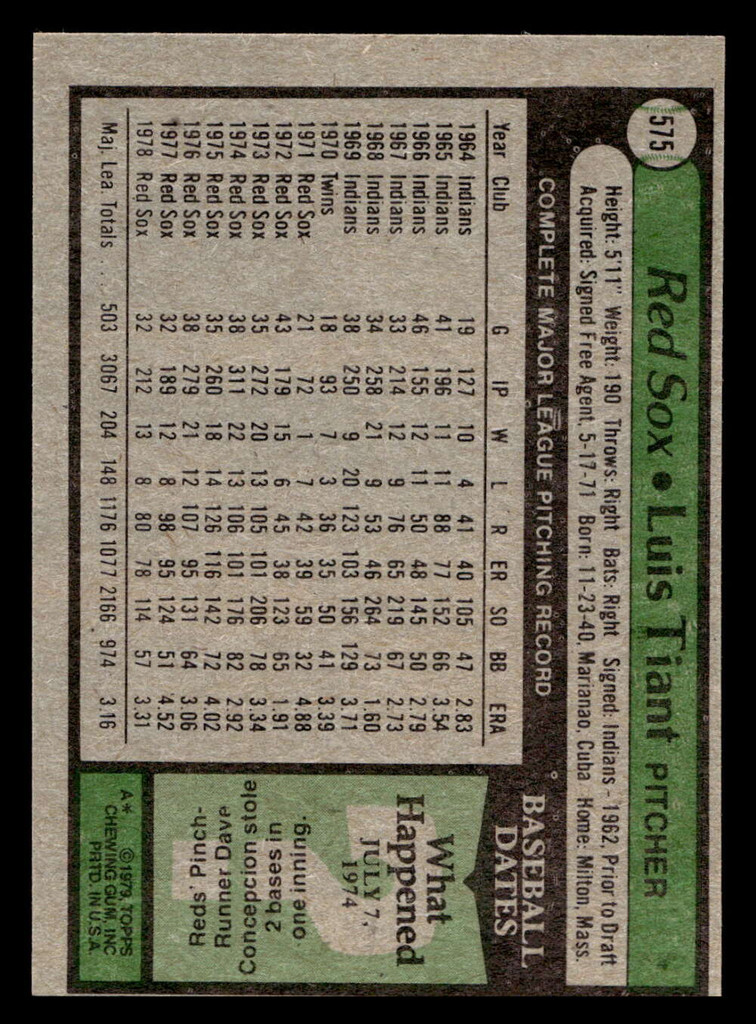 575
Red Sox • Luis Tiant PITCHER
Height: 5'11" Weight: 190 Throws: Right Bats: Right Signed: Indians - 1962, Prior to Draft
Acquired: Signed Free Agent, 5-17-71 Born: 11-23-40, Marianao, Cuba Home: Milton, Mass.
COMPLETE MAJOR LEAGUE PITCHING RECORD
Year Club G IP W L R ER SO BB ERA
1964 Indians 19 127 10 4 41 40 105 47 2.83
1965 Indians 41 196 11 11 88 77 152 66 3.54
1966 Indians 46 155 12 11 50 48 145 50 2.79
1967 Indians 33 214 12 9 76 65 219 67 2.73
1968 Indians 34 258 21 9 53 46 264 73 1.60
1969 Indians 38 250 9 20 123 103 156 129 3.71
1970 Twins 18 93 7 3 36 35 50 41 3.39
1971 Red Sox 21 72 1 7 42 39 59 32 4.88
1972 Red Sox 43 179 15 6 45 38 123 65 1.91
1973 Red Sox 35 272 20 13 105 101 206 78 3.34
1974 Red Sox 38 311 22 13 106 101 176 82 2.92
1975 Red Sox 35 260 18 14 126 116 142 72 4.02
1976 Red Sox 38 279 21 12 107 95 131 64 3.06
1977 Red Sox 32 189 12 8 98 95 124 51 4.52
1978 Red Sox 32 212 13 8 80 78 114 57 3.31
Maj. Lea. Totals . . . 503 3067 204 148 1176 1077 2166 974 3.16
BASEBALL
DATES
What
Happened
JULY 7,
1974
Reds' Pinch-
Runner Dave
Concepcion stole
2 bases in
one inning.
A* ©1979, TOPPS
CHEWING GUM, INC
PRTD. IN U.S.A.